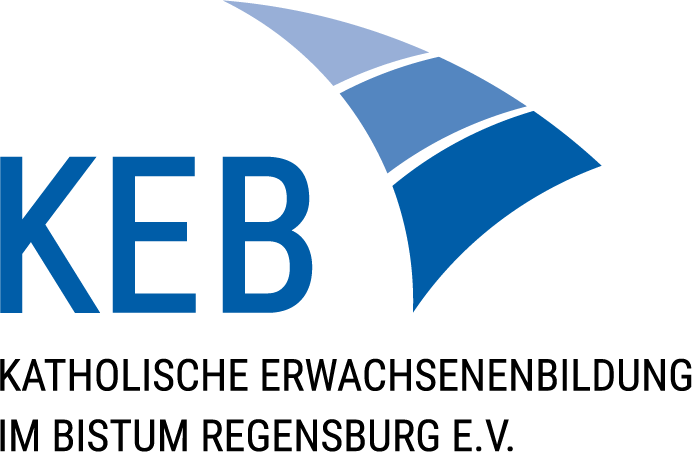 KEB
KATHOLISCHE ERWACHSENENBILDUNG
IM BISTUM REGENSBURG E.V.